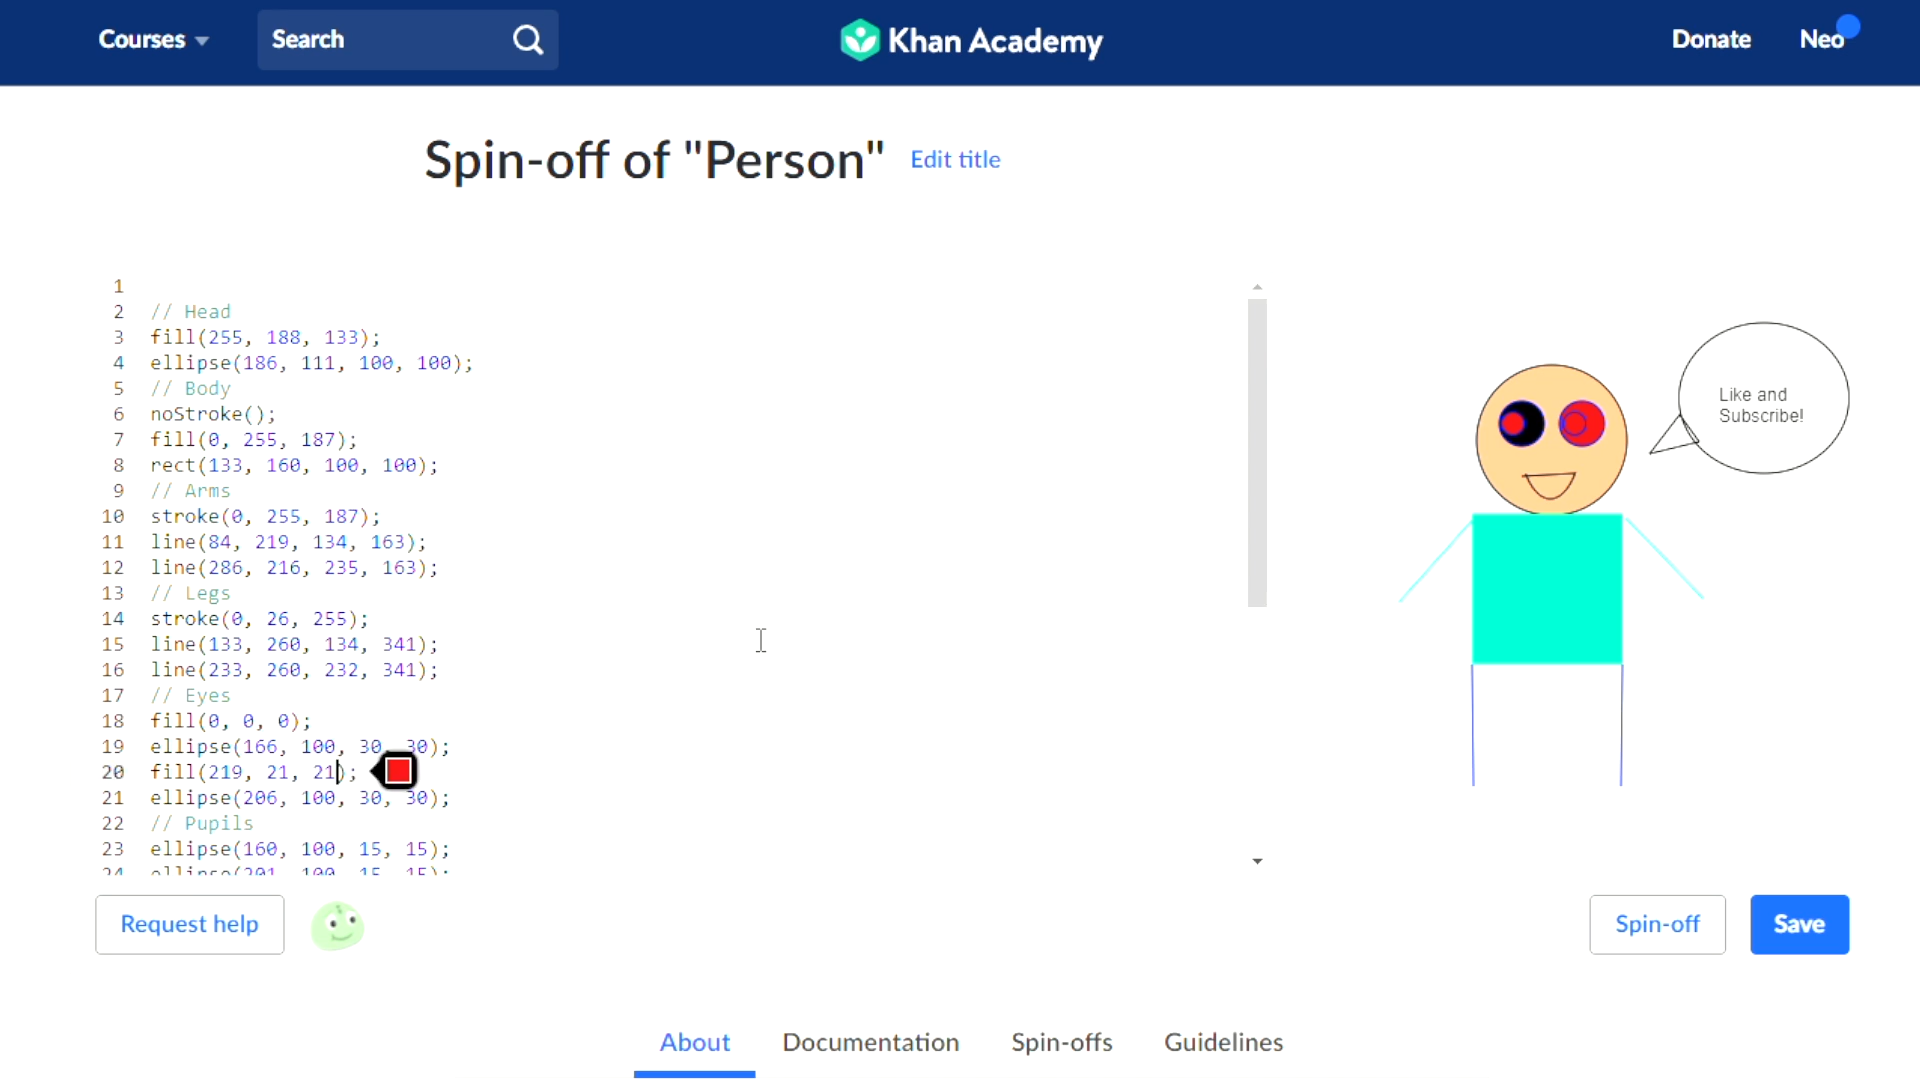 Courses
Search
Khan Academy
Donate
Neo
Spin-off of "Person"
Edit title
1
2 // Head
3 fill(255, 188, 133);
4 ellipse(186, 111, 100, 100);
5 // Body
6 noStroke();
7 fill(0, 255, 187);
8 rect(133, 160, 100, 100);
9 // Arms
10 stroke(0, 255, 187);
11 line(84, 219, 134, 163);
12 line(286, 216, 235, 163);
13 // Legs
14 stroke(0, 26, 255);
15 line(133, 260, 134, 341);
16 line(233, 260, 232, 341);
17 // Eyes
18 fill(0, 0, 0);
19 ellipse(166, 100, 30, 30);
20 fill(219, 21, 21);
21 ellipse(206, 100, 30, 30);
22 // Pupils
23 ellipse(160, 100, 15, 15);
24 ellipse(201, 100, 15, 15);
Like and
Subscribe!
Request help
Spin-off
Save
About
Documentation
Spin-offs
Guidelines